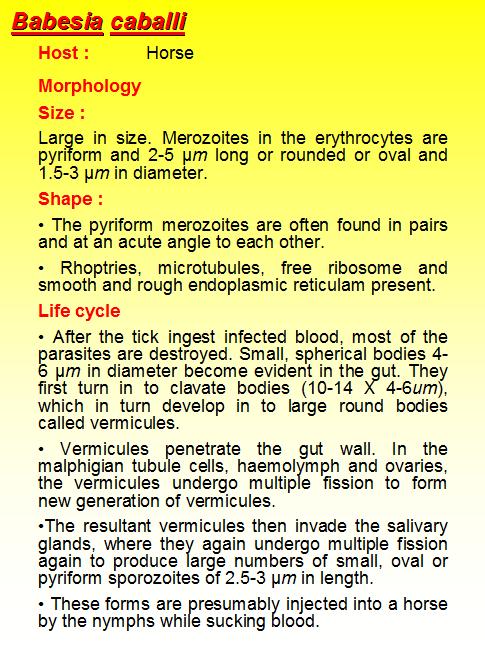 Babesia caballi
Host : Horse
Morphology
Size :
Large in size. Merozoites in the erythrocytes are
pyriform and 2-5 µm long or rounded or oval and
1.5-3 µm in diameter.
Shape :
• The pyriform merozoites are often found in pairs
and at an acute angle to each other.
• Rhoptries, microtubules, free ribosome and
smooth and rough endoplasmic reticulam present.
Life cycle
• After the tick ingest infected blood, most of the
parasites are destroyed. Small, spherical bodies 4-
6 µm in diameter become evident in the gut. They
first turn in to clavate bodies (10-14 X 4-6um),
which in turn develop in to large round bodies
called vermicules.
• Vermicules penetrate the gut wall. In the
malphigian tubule cells, haemolymph and ovaries,
the vermicules undergo multiple fission to form
new generation of vermicules.
•The resultant vermicules then invade the salivary
glands, where they again undergo multiple fission
again to produce large numbers of small, oval or
pyriform sporozoites of 2.5-3 µm in length.
• These forms are presumably injected into a horse
by the nymphs while sucking blood.